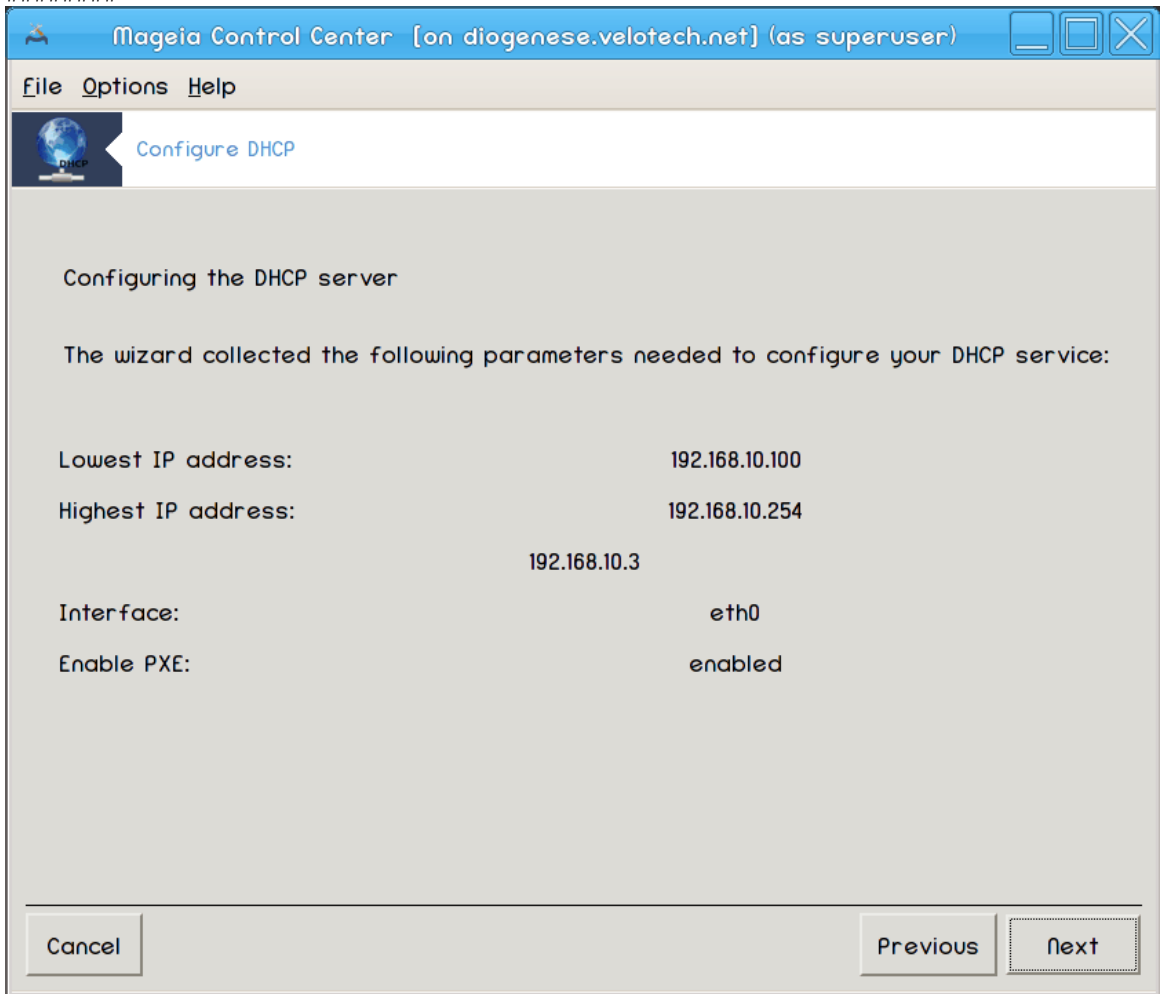 Mageia Control Center [on diogenese.velotech.net] (as superuser)
File Options Help
DHCP
Configure DHCP
Configuring the DHCP server
The wizard collected the following parameters needed to configure your DHCP service:
Lowest IP address: 192.168.10.100
Highest IP address: 192.168.10.254
192.168.10.3
Interface: eth0
Enable PXE: enabled
Cancel Previous Next